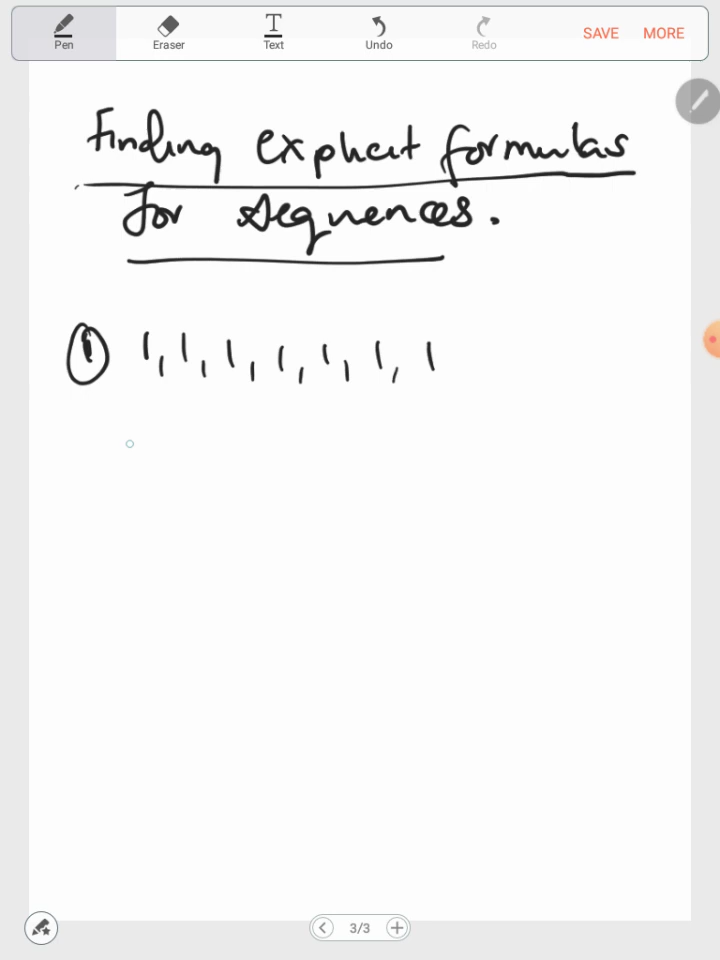 Pen Eraser Text Undo Redo SAVE MORE
Finding explicit formulas
for sequences.
① 1, 1, 1, 1, 1, 1, 1
3/3